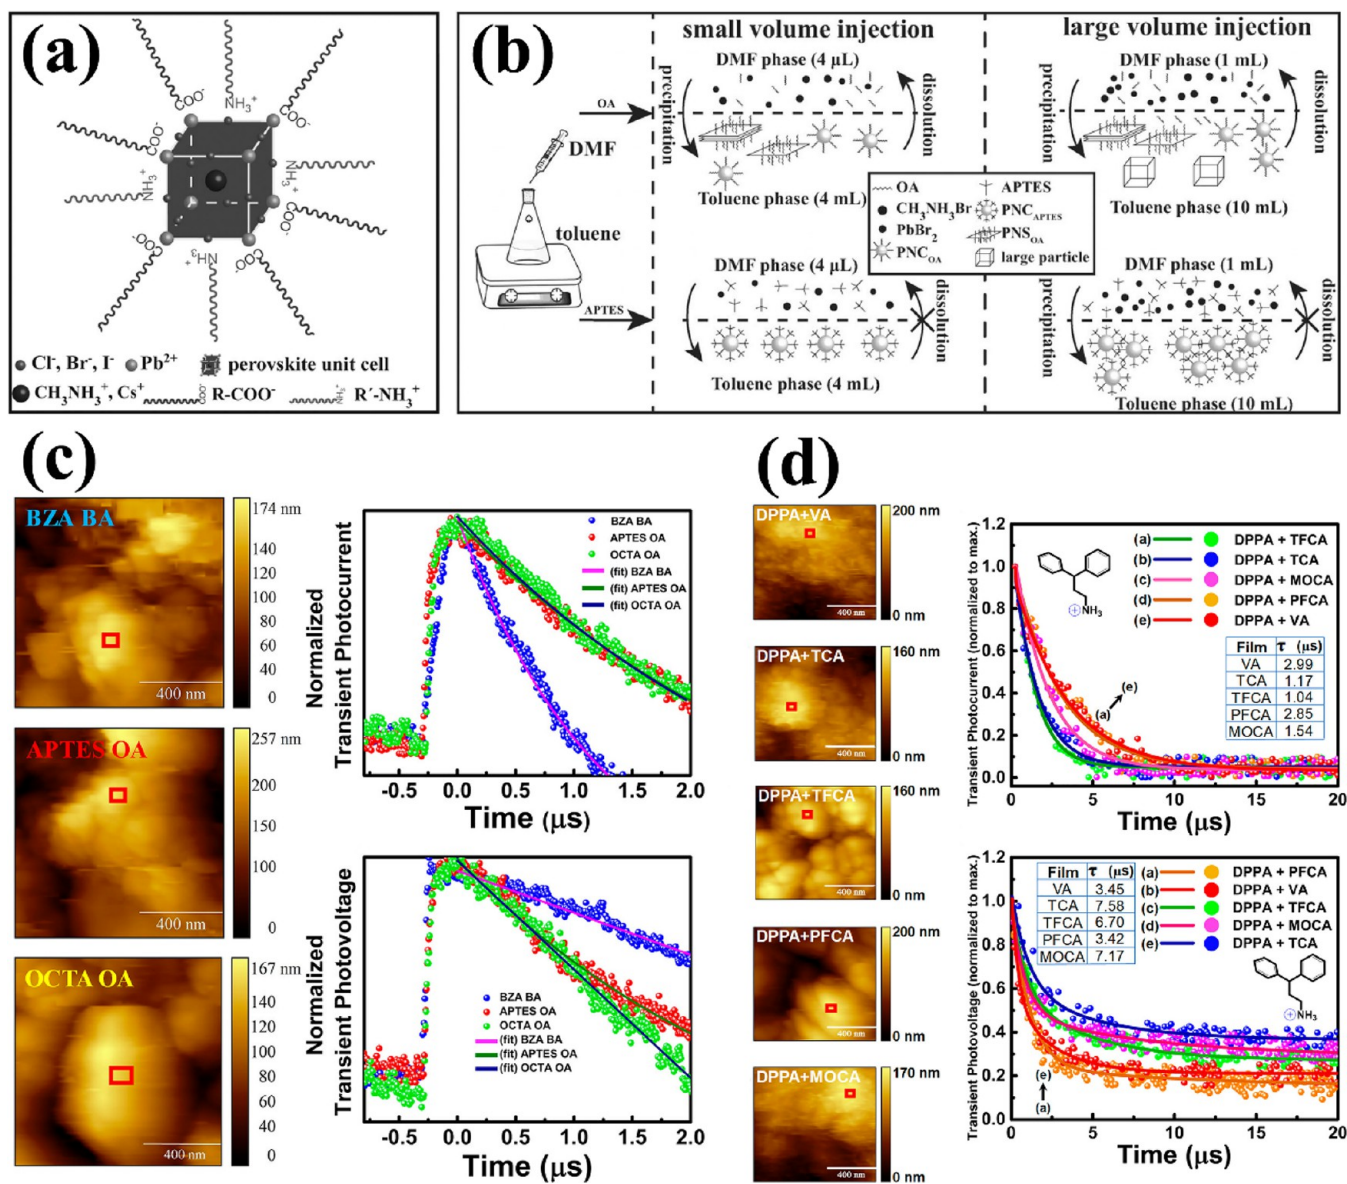 (a)
COO⁻
NH₃⁺
COO⁻
COO⁻
NH₃⁺
NH₃⁺
COO⁻
COO⁻
NH₃⁺
COO⁻
Cl⁻, Br⁻, I⁻
Pb²⁺
perovskite unit cell
CH₃NH₃⁺, Cs⁺
COO⁻
R-COO⁻
NH₃⁺
R´-NH₃⁺
(b)
small volume injection
large volume injection
DMF phase (4 µL)
DMF phase (1 mL)
precipitation
dissolution
precipitation
dissolution
OA
DMF
toluene
APTES
Toluene phase (4 mL)
Toluene phase (10 mL)
OA
APTES
CH₃NH₃Br
PNC_APTES
PbBr₂
PNS_OA
PNC_OA
large particle
DMF phase (4 µL)
DMF phase (1 mL)
dissolution
precipitation
dissolution
Toluene phase (4 mL)
Toluene phase (10 mL)
(c)
BZA BA
174 nm
140
120
100
80
60
40
0
400 nm
APTES OA
257 nm
200
150
100
0
400 nm
OCTA OA
167 nm
140
120
100
80
60
40
0
400 nm
Normalized
Transient Photocurrent
BZA BA
APTES OA
OCTA OA
(fit) BZA BA
(fit) APTES OA
(fit) OCTA OA
-0.5 0.0 0.5 1.0 1.5 2.0
Time (µs)
Normalized
Transient Photovoltage
BZA BA
APTES OA
OCTA OA
(fit) BZA BA
(fit) APTES OA
(fit) OCTA OA
-0.5 0.0 0.5 1.0 1.5 2.0
Time (µs)
(d)
DPPA+VA
200 nm
400 nm
0 nm
DPPA+TCA
160 nm
400 nm
0 nm
DPPA+TFCA
160 nm
400 nm
0 nm
DPPA+PFCA
200 nm
400 nm
0 nm
DPPA+MOCA
170 nm
400 nm
0 nm
Transient Photocurrent (normalized to max.)
1.2
1.0
0.8
0.6
0.4
0.2
0.0
NH₃
(a) DPPA + TFCA
(b) DPPA + TCA
(c) DPPA + MOCA
(d) DPPA + PFCA
(e) DPPA + VA
Film τ (µs)
VA 2.99
TCA 1.17
TFCA 1.04
PFCA 2.85
MOCA 1.54
(e)
(a)
0 5 10 15 20
Time (µs)
Transient Photovoltage (normalized to max.)
1.2
1.0
0.8
0.6
0.4
0.2
0.0
Film τ (µs)
VA 3.45
TCA 7.58
TFCA 6.70
PFCA 3.42
MOCA 7.17
(a) DPPA + PFCA
(b) DPPA + VA
(c) DPPA + TFCA
(d) DPPA + MOCA
(e) DPPA + TCA
NH₃
(e)
(a)
0 5 10 15 20
Time (µs)